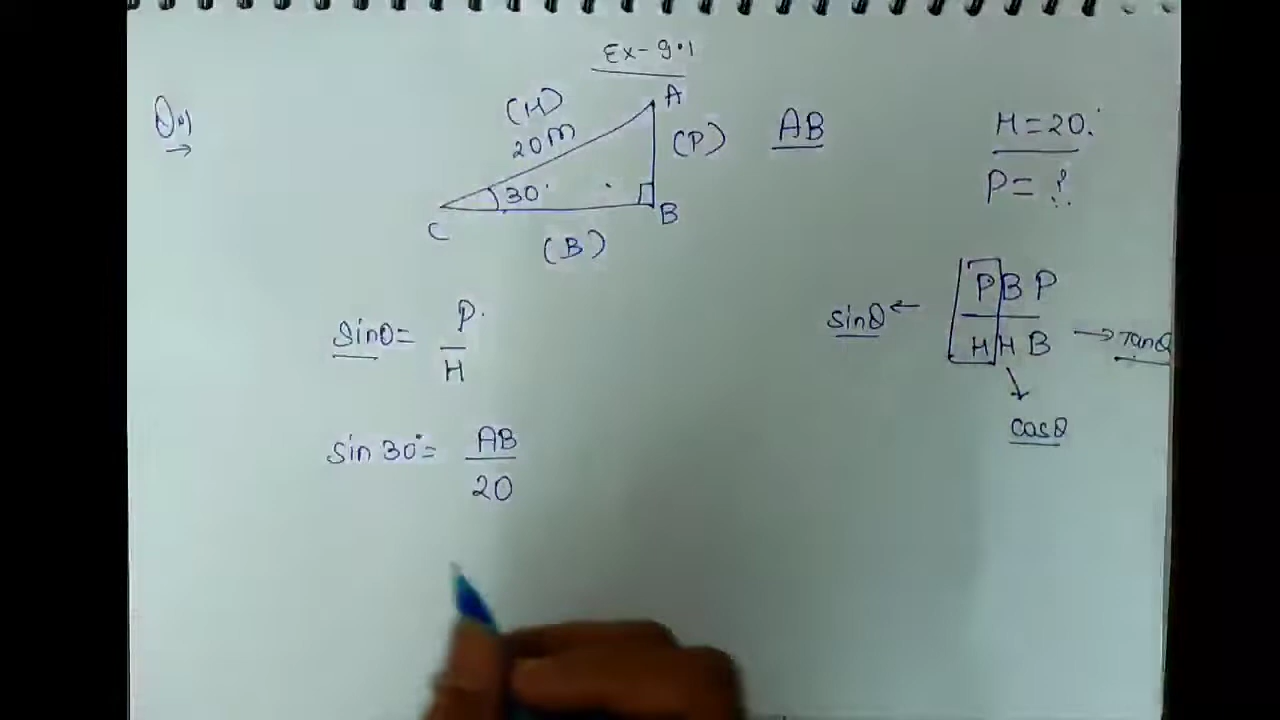 Ex-9.1
Q.1
A
(H)
20m
(P)
AB
H=20.
P= ?
30°
B
C
(B)
Sinθ= P
H
sinθ ← P B P
H H B → Tanθ
cosθ
sin 30°= AB
20